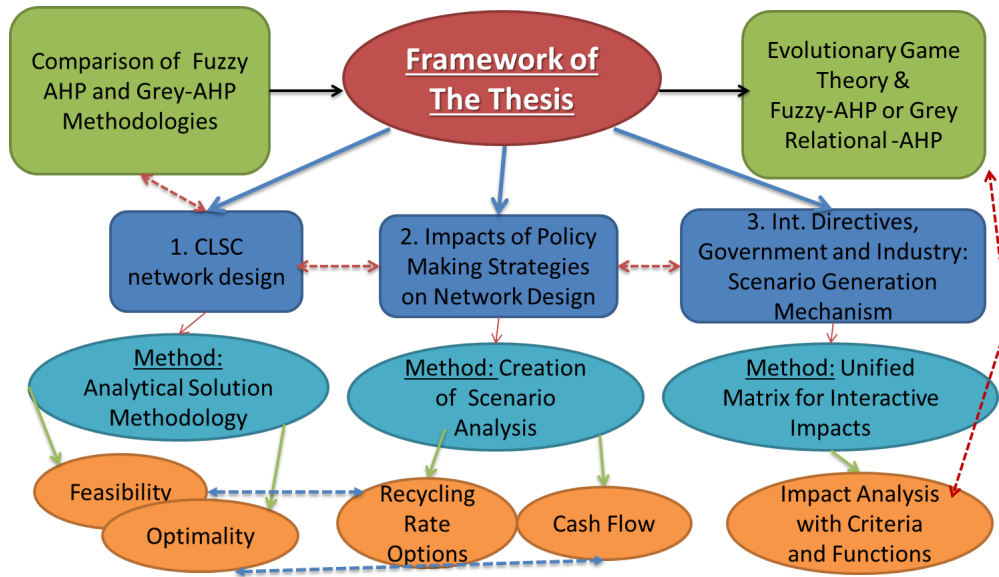 Comparison of Fuzzy
AHP and Grey-AHP
Methodologies
Framework of
The Thesis
Evolutionary Game
Theory &
Fuzzy-AHP or Grey
Relational -AHP
1. CLSC
network design
2. Impacts of Policy
Making Strategies
on Network Design
3. Int. Directives,
Government and Industry:
Scenario Generation
Mechanism
Method:
Analytical Solution
Methodology
Method: Creation
of Scenario
Analysis
Method: Unified
Matrix for Interactive
Impacts
Feasibility
Optimality
Recycling
Rate
Options
Cash Flow
Impact Analysis
with Criteria
and Functions